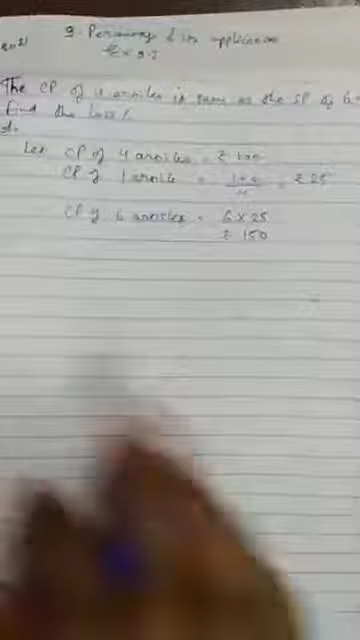 9. Percentage & its application
Ex 9.2
The CP of 4 articles is same as the SP of 6
Find the loss%
Let CP of 4 articles = ₹ 100
CP of 1 article = 100/4 = ₹ 25
CP of 6 articles = 6 x 25
₹ 150